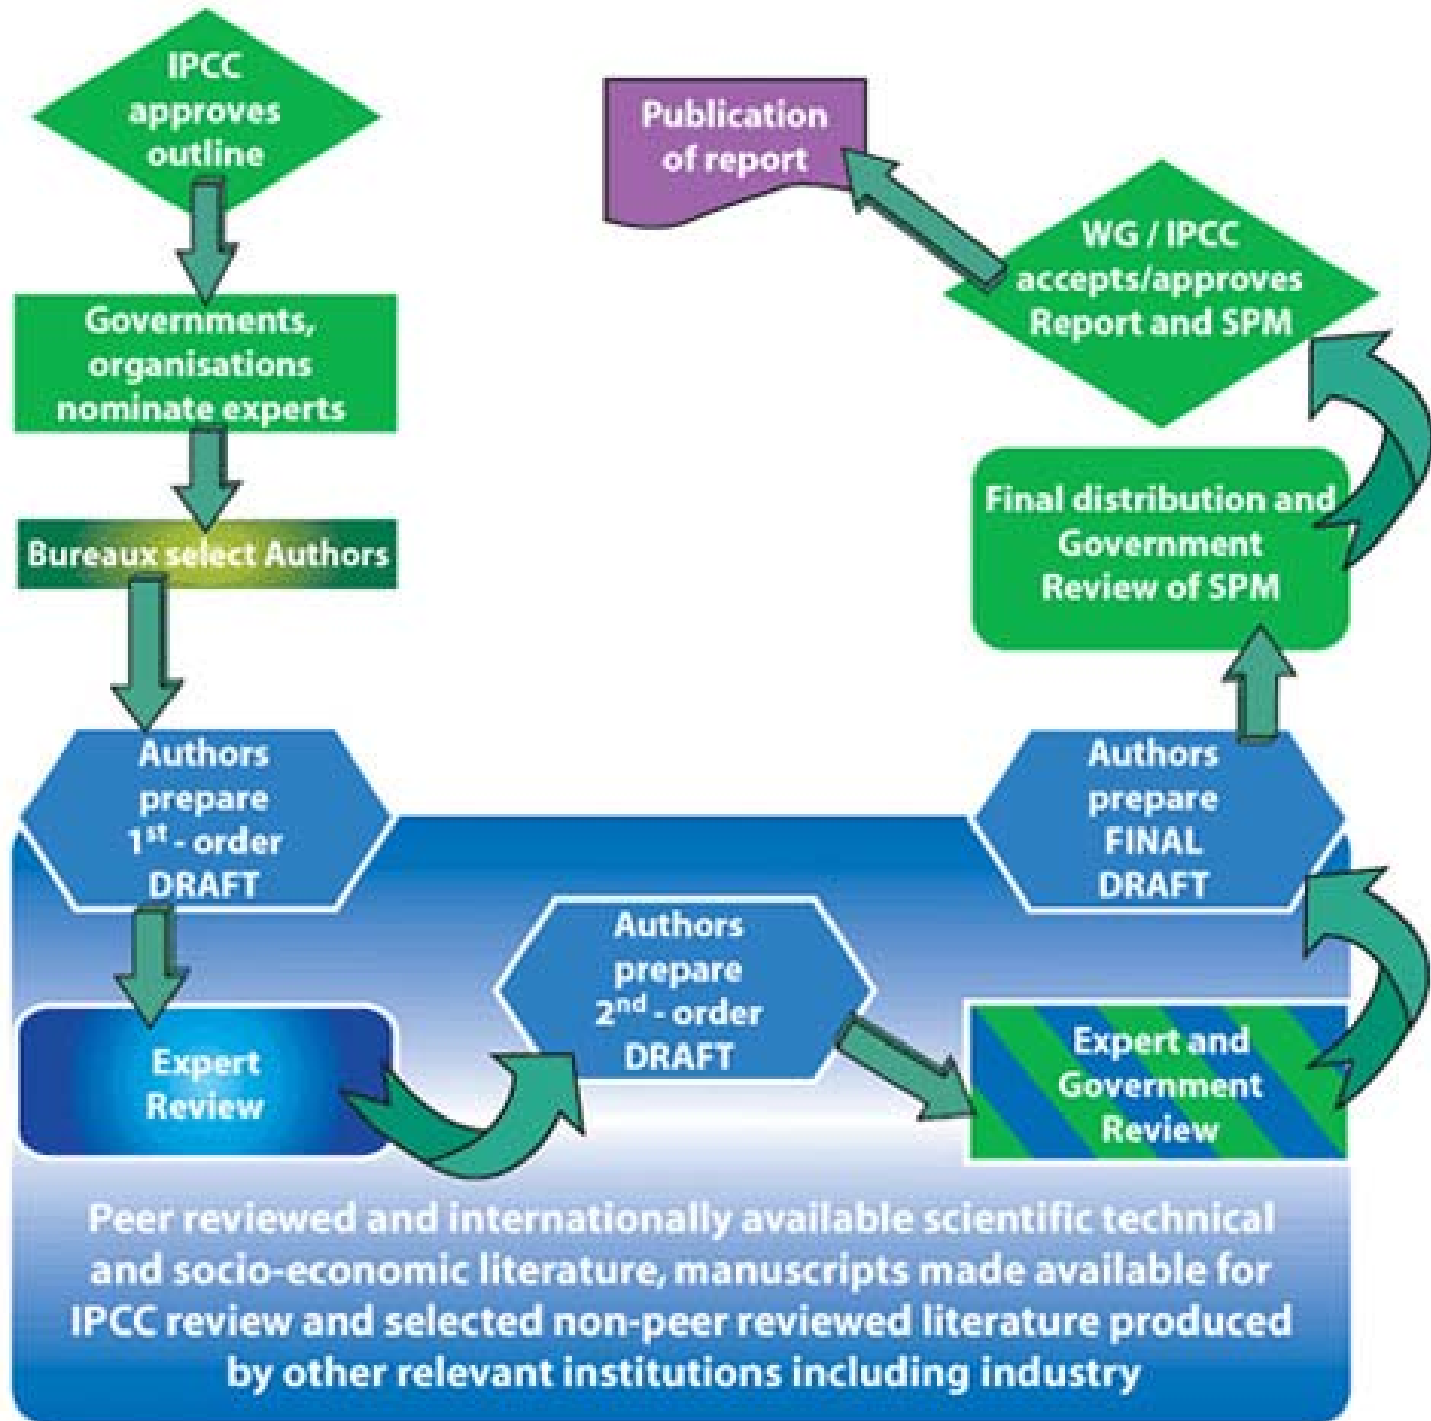 IPCC
approves
outline
Governments,
organisations
nominate experts
Bureaux select Authors
Authors
prepare
1st - order
DRAFT
Expert
Review
Authors
prepare
2nd - order
DRAFT
Expert and
Government
Review
Authors
prepare
FINAL
DRAFT
Final distribution and
Government
Review of SPM
WG / IPCC
accepts/approves
Report and SPM
Publication
of report
Peer reviewed and internationally available scientific technical
and socio-economic literature, manuscripts made available for
IPCC review and selected non-peer reviewed literature produced
by other relevant institutions including industry